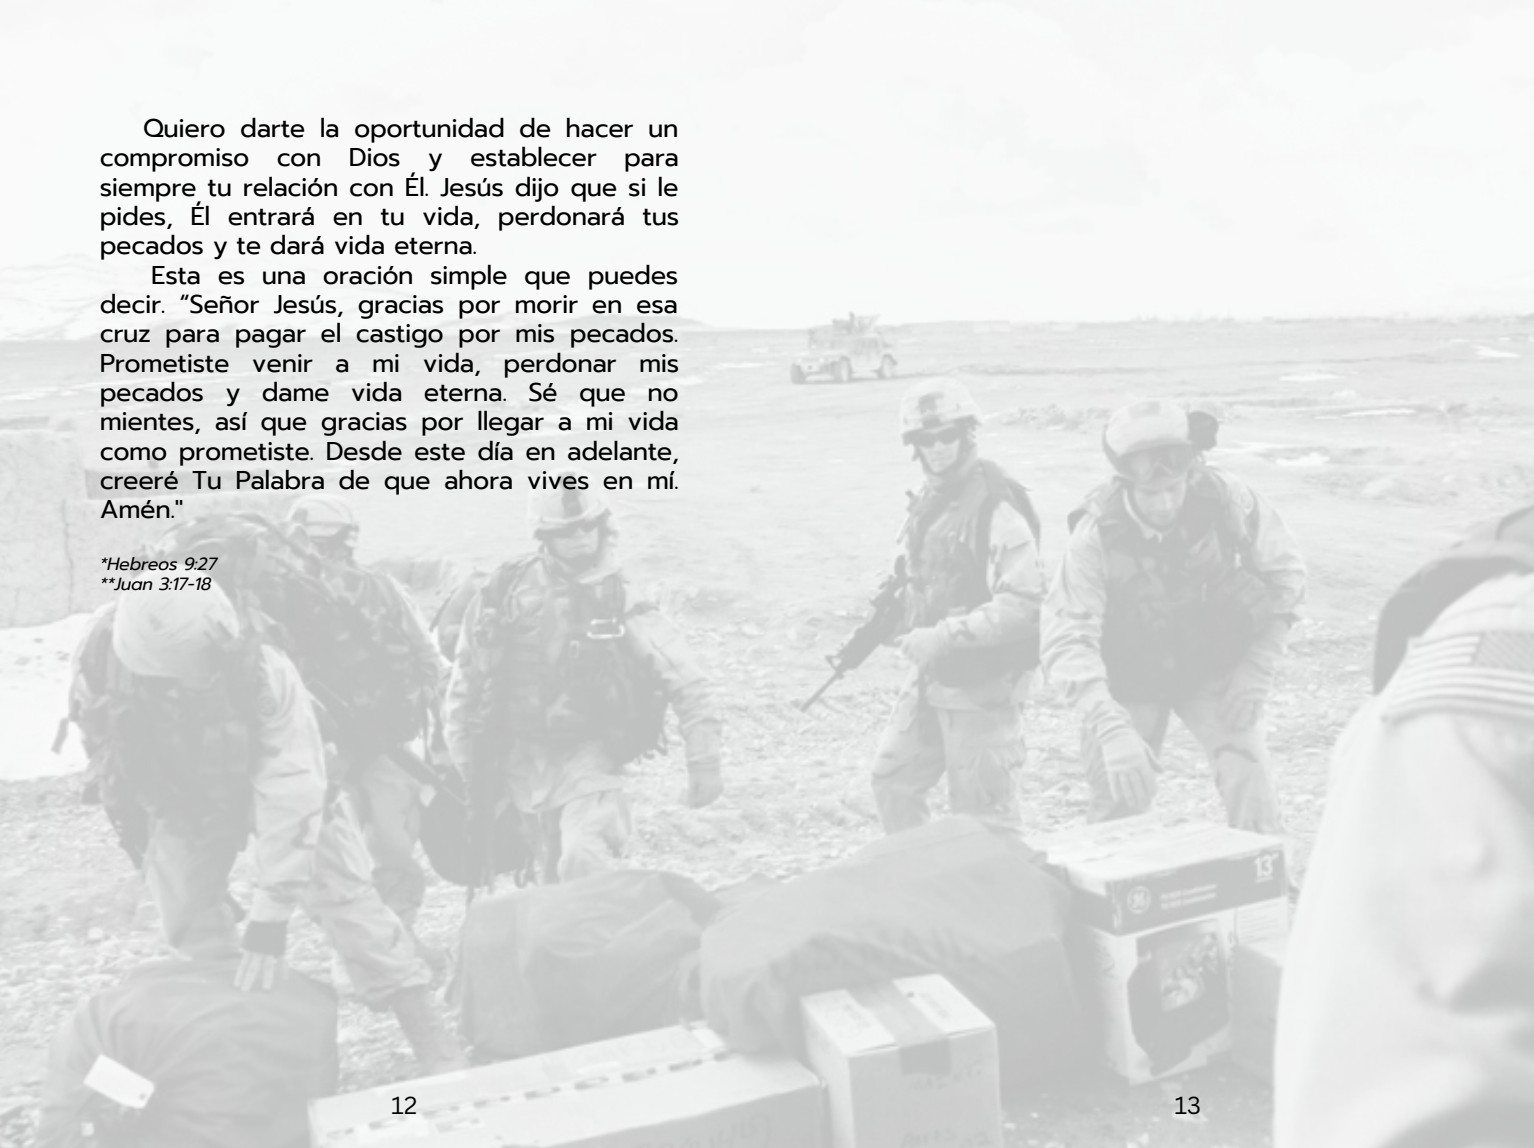 Quiero darte la oportunidad de hacer un
compromiso con Dios y establecer para
siempre tu relación con Él. Jesús dijo que si le
pides, Él entrará en tu vida, perdonará tus
pecados y te dará vida eterna.
Esta es una oración simple que puedes
decir. “Señor Jesús, gracias por morir en esa
cruz para pagar el castigo por mis pecados.
Prometiste venir a mi vida, perdonar mis
pecados y dame vida eterna. Sé que no
mientes, así que gracias por llegar a mi vida
como prometiste. Desde este día en adelante,
creeré Tu Palabra de que ahora vives en mí.
Amén."
*Hebreos 9:27
**Juan 3:17-18
13"
12
13